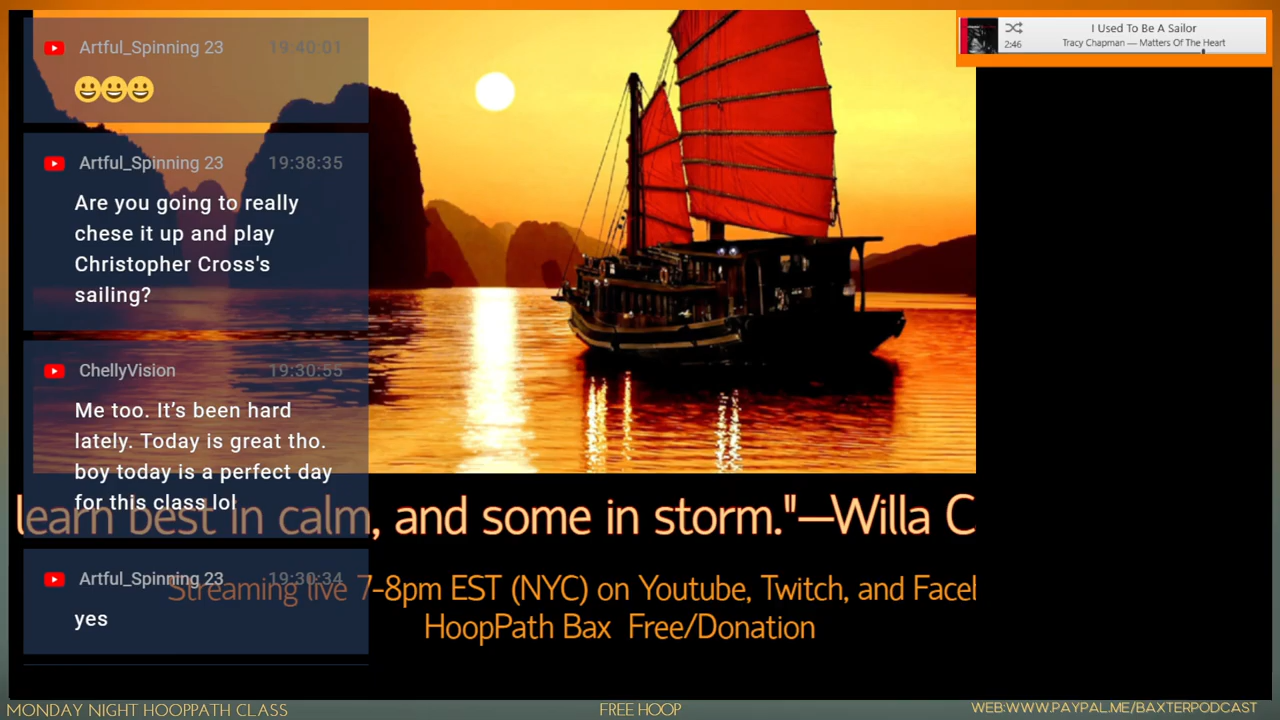 Artful_Spinning 23 19:40:01
Artful_Spinning 23 19:38:35
Are you going to really
chese it up and play
Christopher Cross's
sailing?
ChellyVision 19:30:55
Me too. It’s been hard
lately. Today is great tho.
boy today is a perfect day
for this class lol
Artful_Spinning 23 19:30:34
yes
I Used To Be A Sailor
2:46
Tracy Chapman — Matters Of The Heart
learn best in calm, and some in storm."—Willa C
Streaming live 7-8pm EST (NYC) on Youtube, Twitch, and Faceb
HoopPath Bax Free/Donation
MONDAY NIGHT HOOPPATH CLASS
FREE HOOP
WEB:WWW.PAYPAL.ME/BAXTERPODCAST